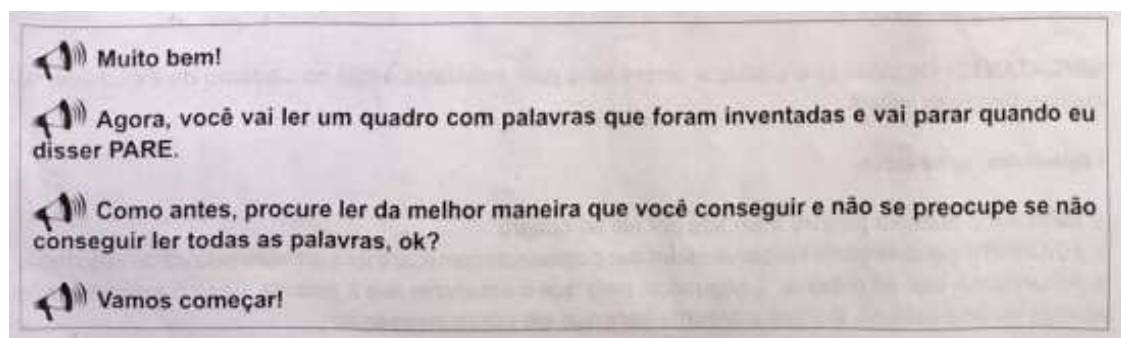 Muito bem!
Agora, você vai ler um quadro com palavras que foram inventadas e vai parar quando eu
disser PARE.
Como antes, procure ler da melhor maneira que você conseguir e não se preocupe se não
conseguir ler todas as palavras, ok?
Vamos começar!